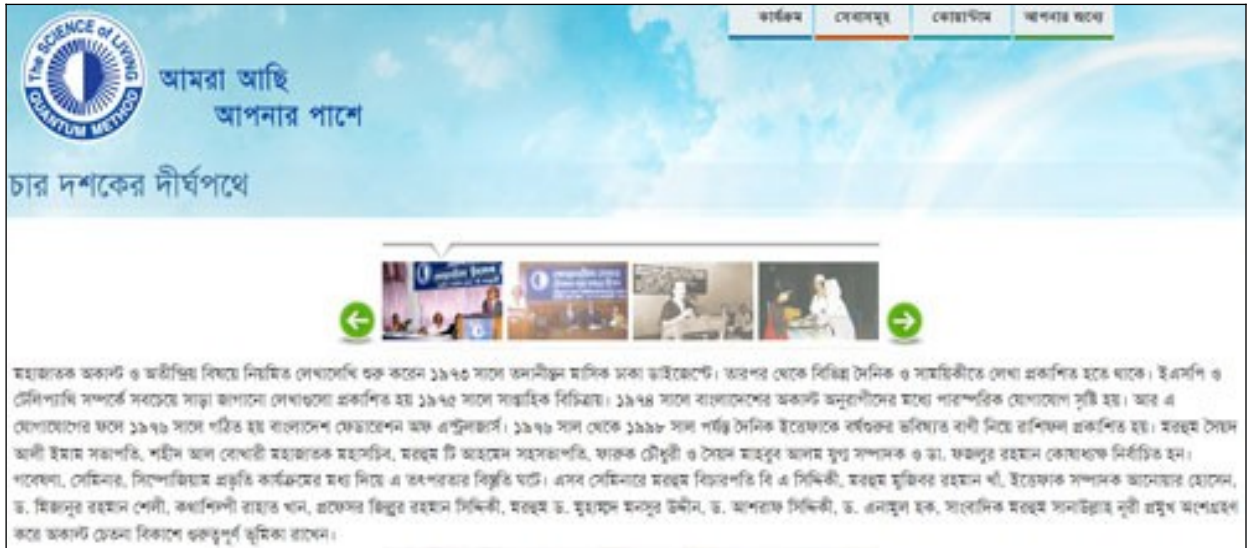 কার্যক্রম সেবাসমূহ কোয়ান্টাম আপনার জন্যে
The SCIENCE of LIVING
QUANTUM METHOD
আমরা আছি
আপনার পাশে
চার দশকের দীর্ঘপথে
মহাজাতক অকাল্ট ও অতীন্দ্রিয় বিষয়ে নিয়মিত লেখালেখি শুরু করেন ১৯৭৩ সালে তদানীন্তন মাসিক ঢাকা ডাইজেস্টে। তারপর থেকে বিভিন্ন দৈনিক ও সাময়িকীতে লেখা প্রকাশিত হতে থাকে। ইএসপি ও
টেলিপ্যাথি সম্পর্কে সবচেয়ে সাড়া জাগানো লেখাগুলো প্রকাশিত হয় ১৯৭৫ সালে সাপ্তাহিক বিচিত্রায়। ১৯৭৪ সালে বাংলাদেশের অকাল্ট অনুরাগীদের মধ্যে পারস্পরিক যোগাযোগ সৃষ্টি হয়। আর এ
যোগাযোগের ফলে ১৯৭৬ সালে গঠিত হয় বাংলাদেশ ফেডারেশন অফ এস্ট্রলজার্স। ১৯৭৬ সাল থেকে ১৯৯৮ সাল পর্যন্ত দৈনিক ইত্তেফাকে বর্ষশুরুর ভবিষ্যত বাণী নিয়ে রাশিফল প্রকাশিত হয়। মরহুম সৈয়দ
আলী ইমাম সভাপতি, শহীদ আল বোখারী মহাজাতক মহাসচিব, মরহুম টি আহমেদ সহসভাপতি, ফারুক চৌধুরী ও সৈয়দ মাহবুব আলম যুগ্ম সম্পাদক ও ডা. ফজলুর রহমান কোষাধ্যক্ষ নির্বাচিত হন।
গবেষণা, সেমিনার, সিম্পোজিয়াম প্রভৃতি কার্যক্রমের মধ্য দিয়ে এ তৎপরতার বিস্তৃতি ঘটে। এসব সেমিনারে মরহুম বিচারপতি বি এ সিদ্দিকী, মরহুম মুজিবর রহমান খাঁ, ইত্তেফাক সম্পাদক আনোয়ার হোসেন,
ড. মিজানুর রহমান শেলী, কথাশিল্পী রাহাত খান, প্রফেসর জিল্লুর রহমান সিদ্দিকী, মরহুম ড. মুহাম্মদ মনসুর উদ্দীন, ড. আশরাফ সিদ্দিকী, ড. এনামুল হক, সাংবাদিক মরহুম সানাউল্লাহ নূরী প্রমুখ অংশগ্রহণ
করে অকাল্ট চেতনা বিকাশে গুরুত্বপূর্ণ ভূমিকা রাখেন।